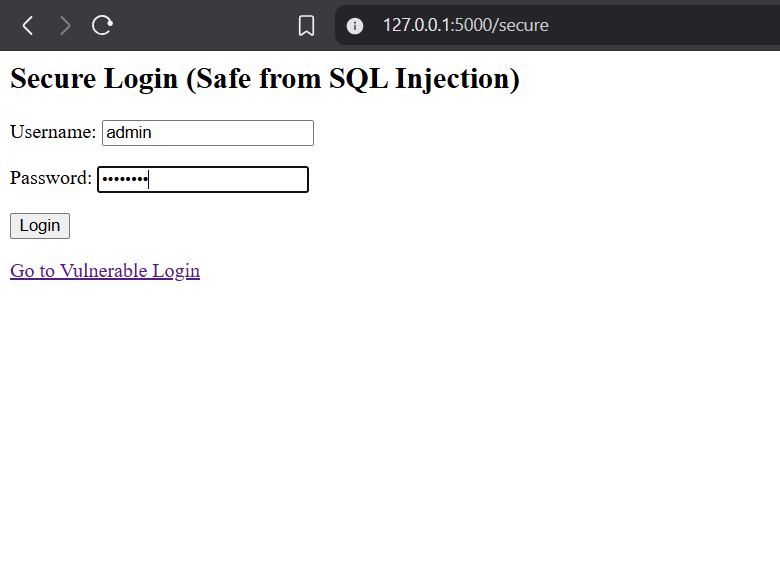 127.0.0.1:5000/secure
Secure Login (Safe from SQL Injection)
Username: admin
Password: ••••••••
Login
Go to Vulnerable Login